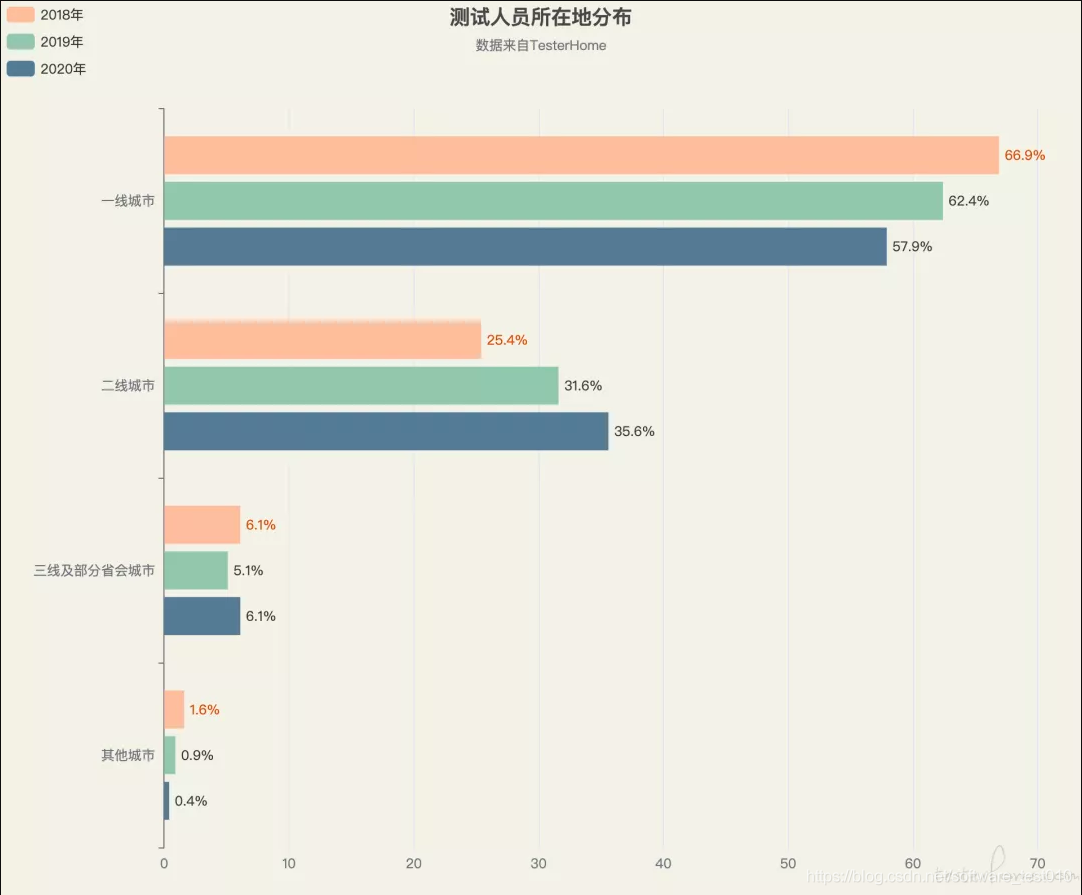 测试人员所在地分布
数据来自TesterHome
2018年
2019年
2020年
一线城市
66.9%
62.4%
57.9%
二线城市
25.4%
31.6%
35.6%
三线及部分省会城市
6.1%
5.1%
6.1%
其他城市
1.6%
0.9%
0.4%
0 10 20 30 40 50 60 70
https://blog.csdn.net/software_test